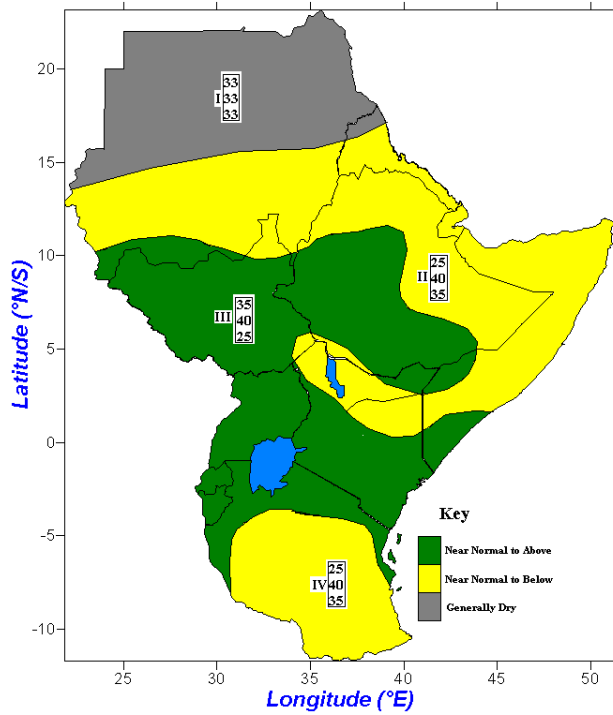 20
15
10
5
0
-5
-10
Latitude (°N/S)
I
33
33
33
II
25
40
35
III
35
40
25
IV
25
40
35
Key
Near Normal to Above
Near Normal to Below
Generally Dry
25
30
35
40
45
50
Longitude (°E)